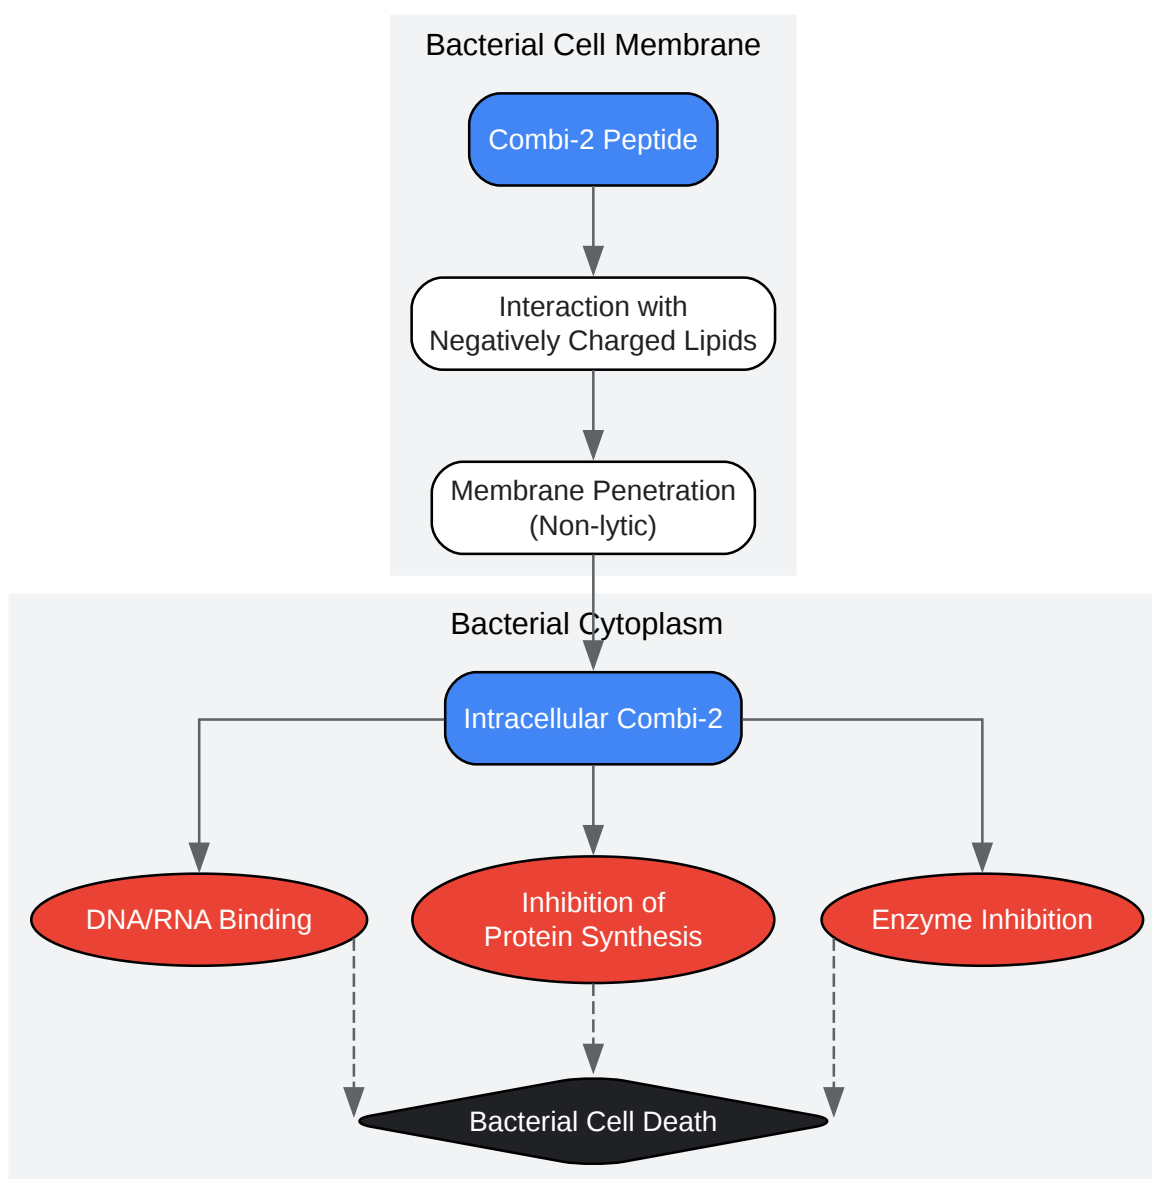 Bacterial Cell Membrane
Combi-2 Peptide
Interaction with
Negatively Charged Lipids
Membrane Penetration
(Non-lytic)
Bacterial Cytoplasm
Intracellular Combi-2
DNA/RNA Binding
Inhibition of
Protein Synthesis
Enzyme Inhibition
Bacterial Cell Death